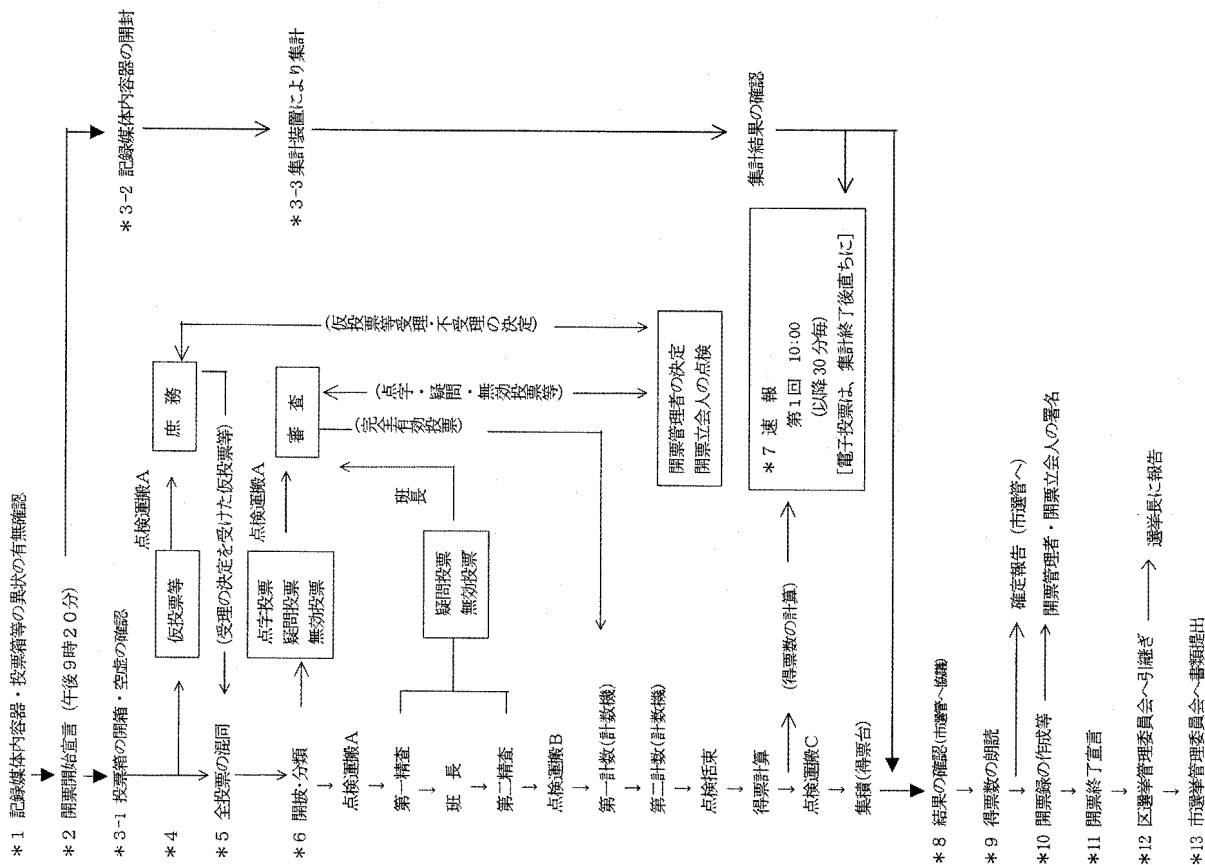 *1 記録媒体内容器・投票箱等の異状の有無確認
*2 開票開始宣言 (午後9時20分)
*3-1 投票箱の開箱・空虚の確認
*3-2 記録媒体内容器の開封
*3-3 集計装置により集計
*4
仮投票等
点検運搬A
庶務
(仮投票等受理・不受理の決定)
(受理の決定を受けた仮投票等)
*5 全投票の混同
*6 開披・分類
点字投票
疑問投票
無効投票
点検運搬A
審査
(点字・疑問・無効投票等)
(完全有効投票)
点検運搬A
第一精査
班長
第二精査
疑問投票
無効投票
班長
開票管理者の決定
開票立会人の点検
点検運搬B
第一計数(計数機)
第二計数(計数機)
点検括束
得票計算
(得票数の計算)
*7 速報
第1回 10:00
(以降30分毎)
[電子投票は、集計終了後直ちに]
集計結果の確認
点検運搬C
集積(得票台)
*8 結果の確認(市選管へ協議)
*9 得票数の朗読
確定報告 (市選管へ)
*10 開票録の作成等
開票管理者・開票立会人の署名
*11 開票終了宣言
*12 区選挙管理委員会へ引継ぎ
選挙長に報告
*13 市選挙管理委員会へ書類提出